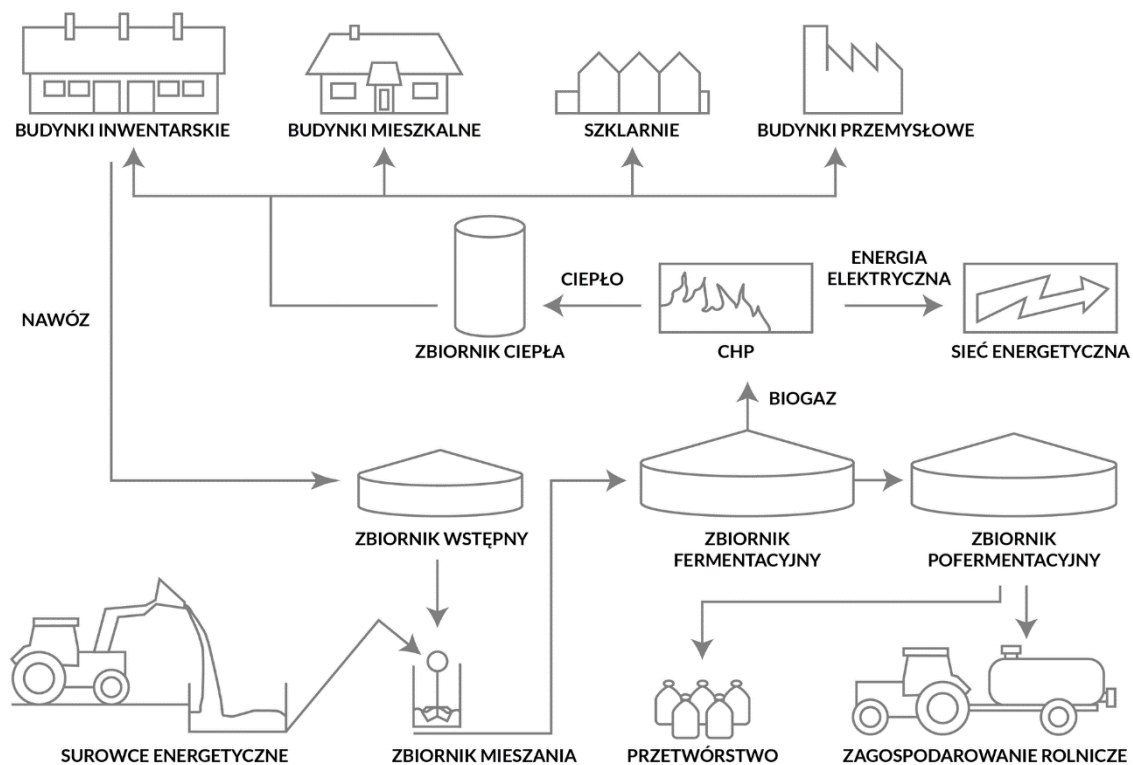 BUDYNKI INWENTARSKIE
BUDYNKI MIESZKALNE
SZKLARNIE
BUDYNKI PRZEMYSŁOWE
NAWÓZ
CIEPŁO
ENERGIA
ELEKTRYCZNA
ZBIORNIK CIEPŁA
CHP
SIEĆ ENERGETYCZNA
BIOGAZ
ZBIORNIK WSTĘPNY
ZBIORNIK
FERMENTACYJNY
ZBIORNIK
POFERMENTACYJNY
SUROWCE ENERGETYCZNE
ZBIORNIK MIESZANIA
PRZETWÓRSTWO
ZAGOSPODAROWANIE ROLNICZE